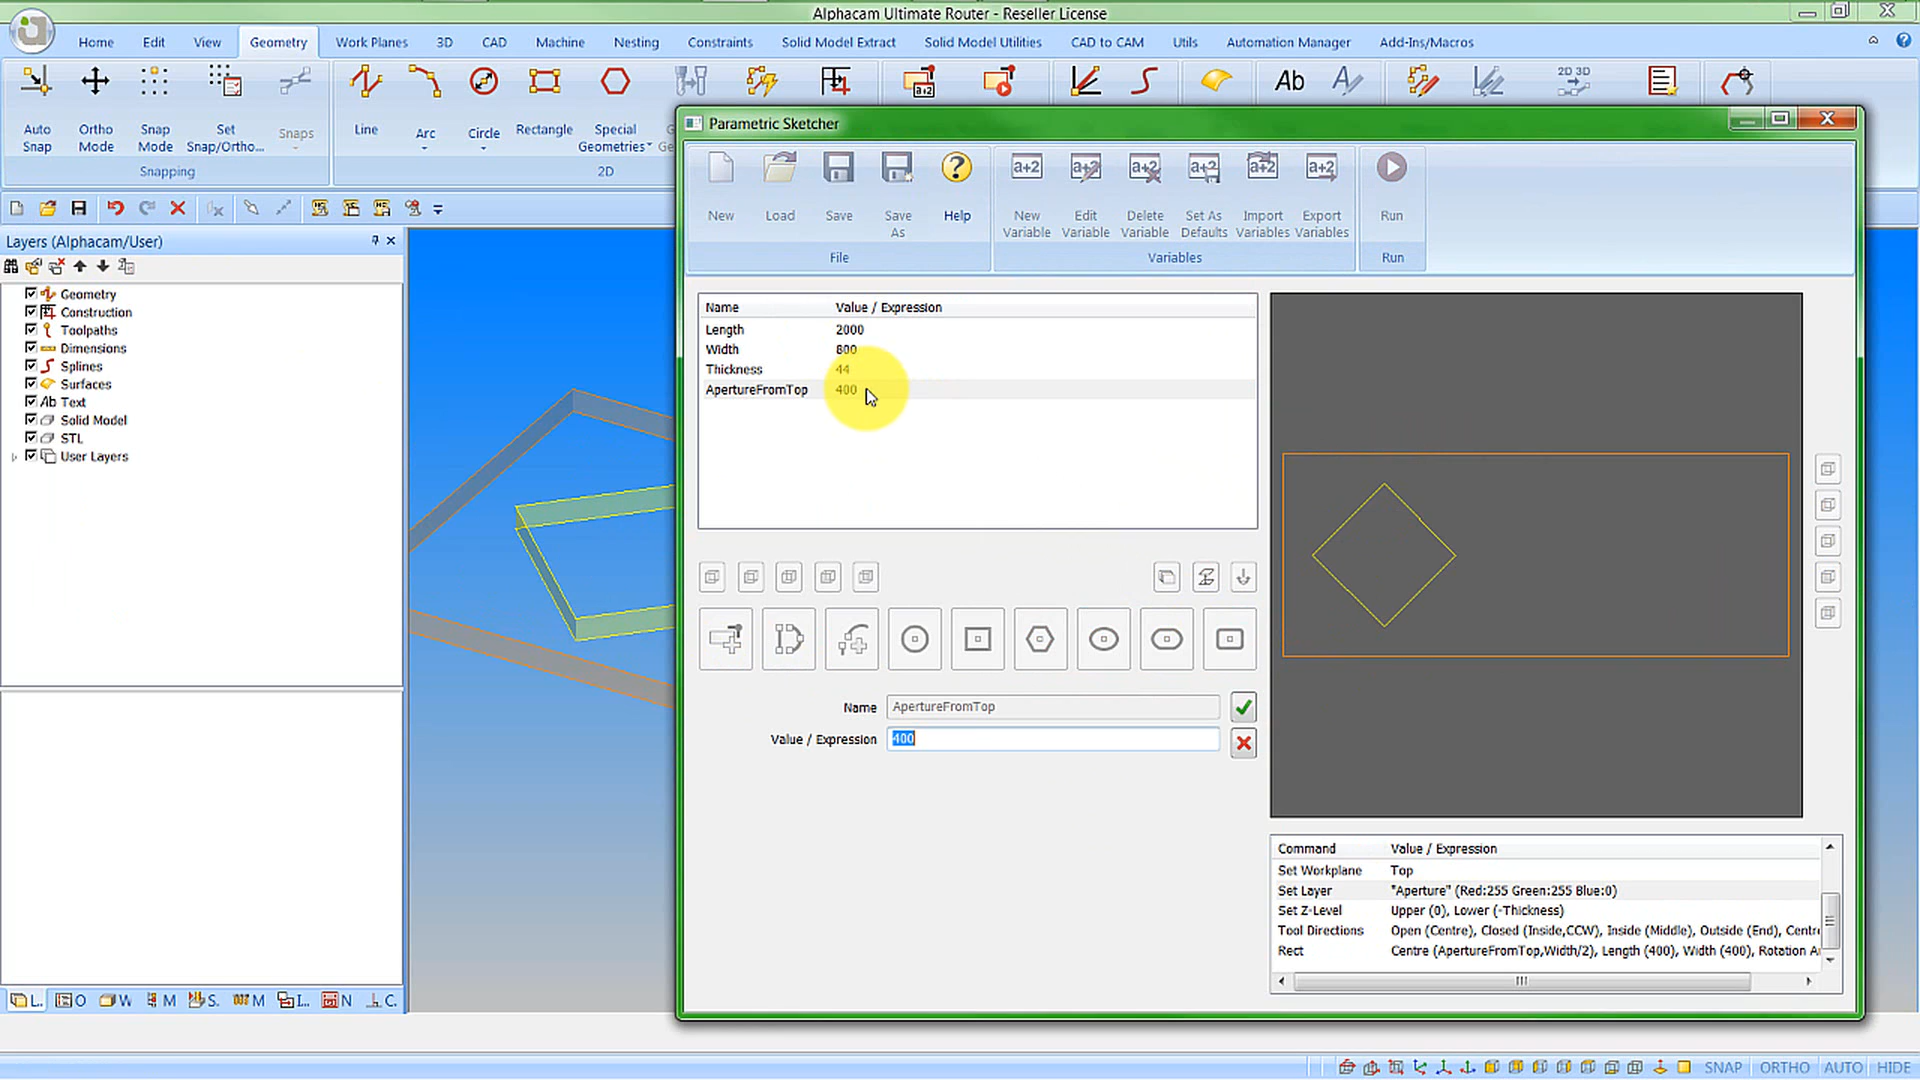 Alphacam Ultimate Router - Reseller License
Home Edit View Geometry Work Planes 3D CAD Machine Nesting Constraints Solid Model Extract Solid Model Utilities CAD to CAM Utils Automation Manager Add-Ins/Macros
Auto Snap
Ortho Mode
Snap Mode
Set Snap/Ortho...
Snaps
Line
Arc
Circle
Rectangle
Special Geometries
Ab
2D 3D
Snapping
2D
Parametric Sketcher
New
Load
Save
Save As
Help
New Variable
Edit Variable
Delete Variable
Set As Defaults
Import Variables
Export Variables
Run
File
Variables
Run
Layers (Alphacam/User)
Geometry
Construction
Toolpaths
Dimensions
Splines
Surfaces
Ab Text
Solid Model
STL
User Layers
Name Value / Expression
Length 2000
Width 800
Thickness 44
ApertureFromTop 400
Name ApertureFromTop
Value / Expression 400
Command Value / Expression
Set Workplane Top
Set Layer "Aperture" (Red:255 Green:255 Blue:0)
Set Z-Level Upper (0), Lower (-Thickness)
Tool Directions Open (Centre), Closed (Inside,CCW), Inside (Middle), Outside (End), Centre
Rect Centre (ApertureFromTop,Width/2), Length (400), Width (400), Rotation A
L. O W M S. M I... N C.
SNAP ORTHO AUTO HIDE